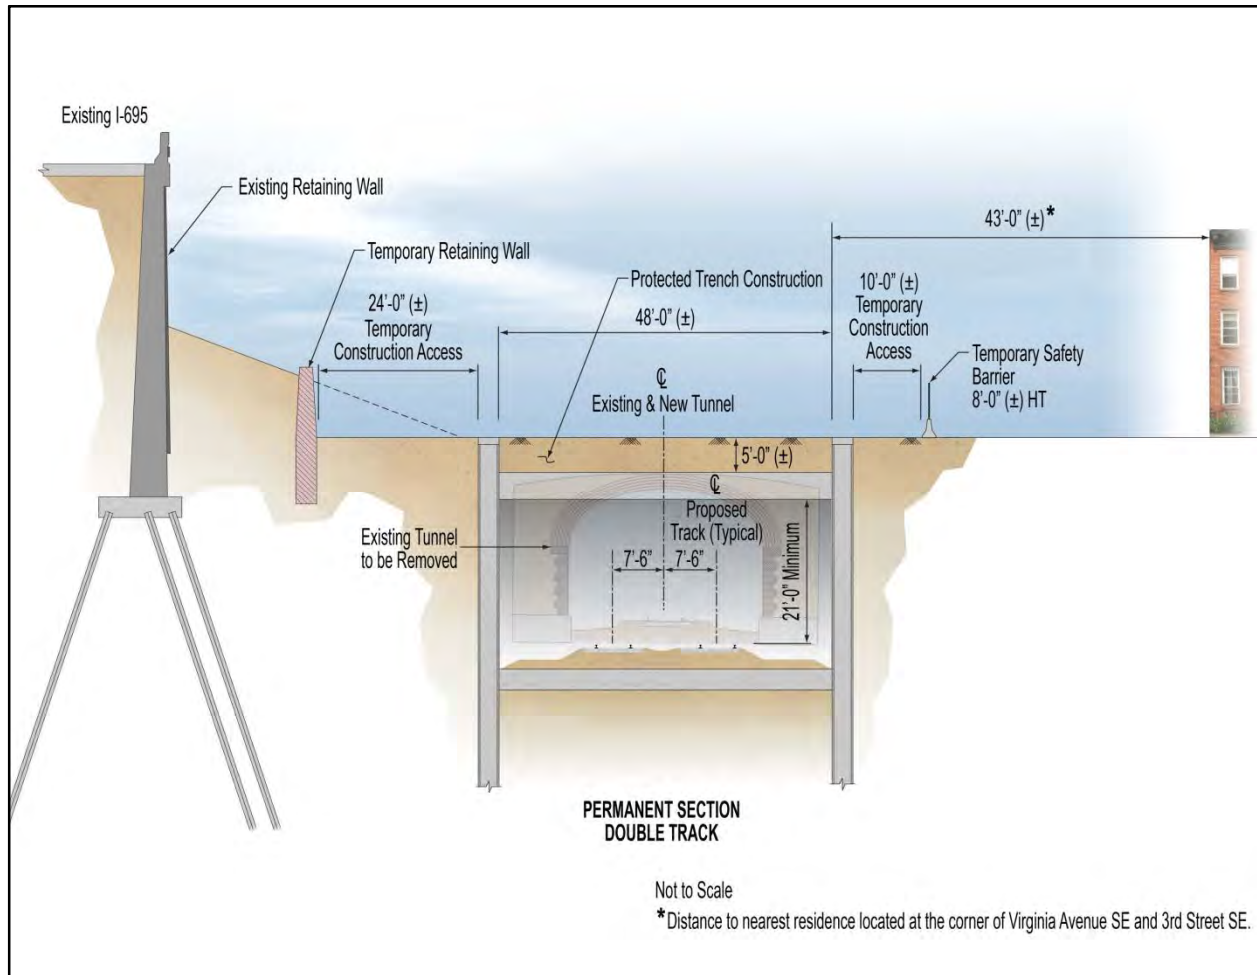 Existing I-695
Existing Retaining Wall
Temporary Retaining Wall
24'-0" (±)
Temporary
Construction Access
Protected Trench Construction
48'-0" (±)
43'-0" (±)*
10'-0" (±)
Temporary
Construction
Access
Temporary Safety
Barrier
8'-0" (±) HT
℄
Existing & New Tunnel
5'-0" (±)
℄
Proposed
Track (Typical)
Existing Tunnel
to be Removed
7'-6"
7'-6"
21'-0" Minimum
PERMANENT SECTION
DOUBLE TRACK
Not to Scale
*Distance to nearest residence located at the corner of Virginia Avenue SE and 3rd Street SE.